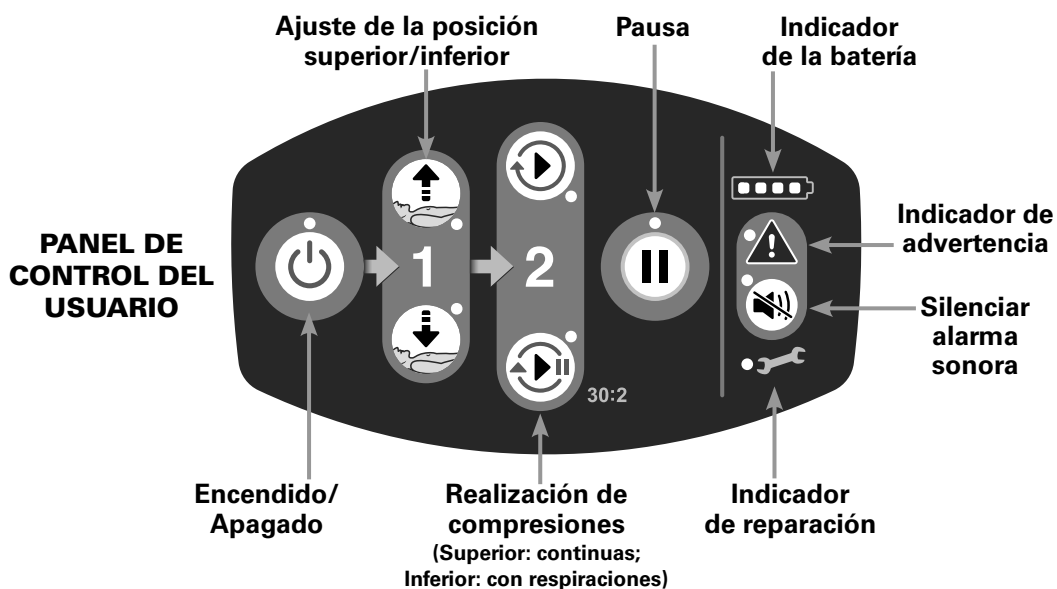 Ajuste de la posición
superior/inferior
Pausa
Indicador
de la batería
PANEL DE
CONTROL DEL
USUARIO
1
2
30:2
Indicador de
advertencia
Silenciar
alarma
sonora
Encendido/
Apagado
Realización de
compresiones
(Superior: continuas;
Inferior: con respiraciones)
Indicador
de reparación